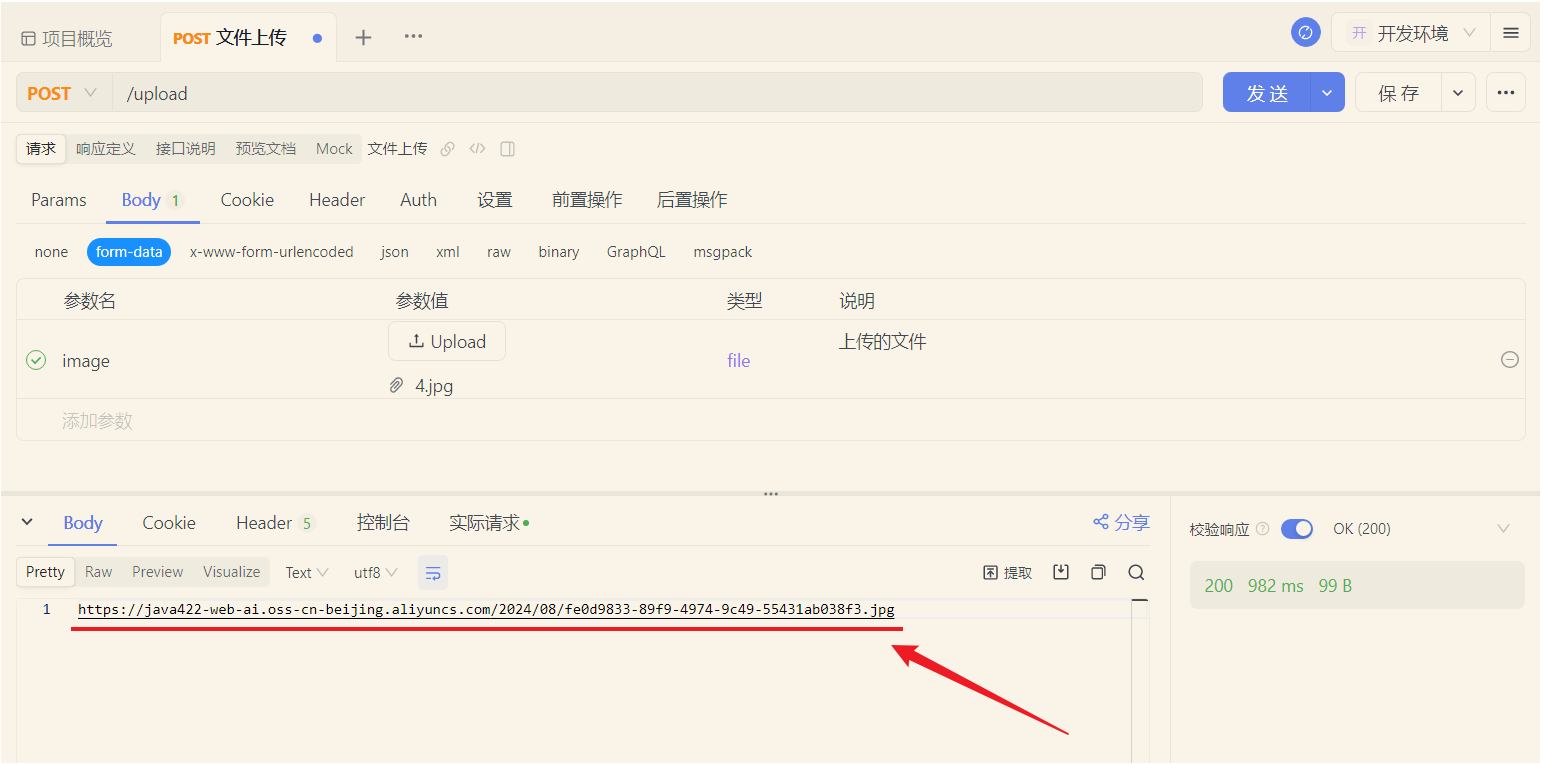 项目概览 POST 文件上传 开 开发环境
POST /upload 发送 保存
请求 响应定义 接口说明 预览文档 Mock 文件上传
Params Body 1 Cookie Header Auth 设置 前置操作 后置操作
none form-data x-www-form-urlencoded json xml raw binary GraphQL msgpack
参数名 参数值 类型 说明
image Upload file 上传的文件
4.jpg
添加参数
Body Cookie Header 5 控制台 实际请求 分享 校验响应 OK (200)
Pretty Raw Preview Visualize Text utf8 提取
200 982 ms 99 B
1 https://java422-web-ai.oss-cn-beijing.aliyuncs.com/2024/08/fe0d9833-89f9-4974-9c49-55431ab038f3.jpg